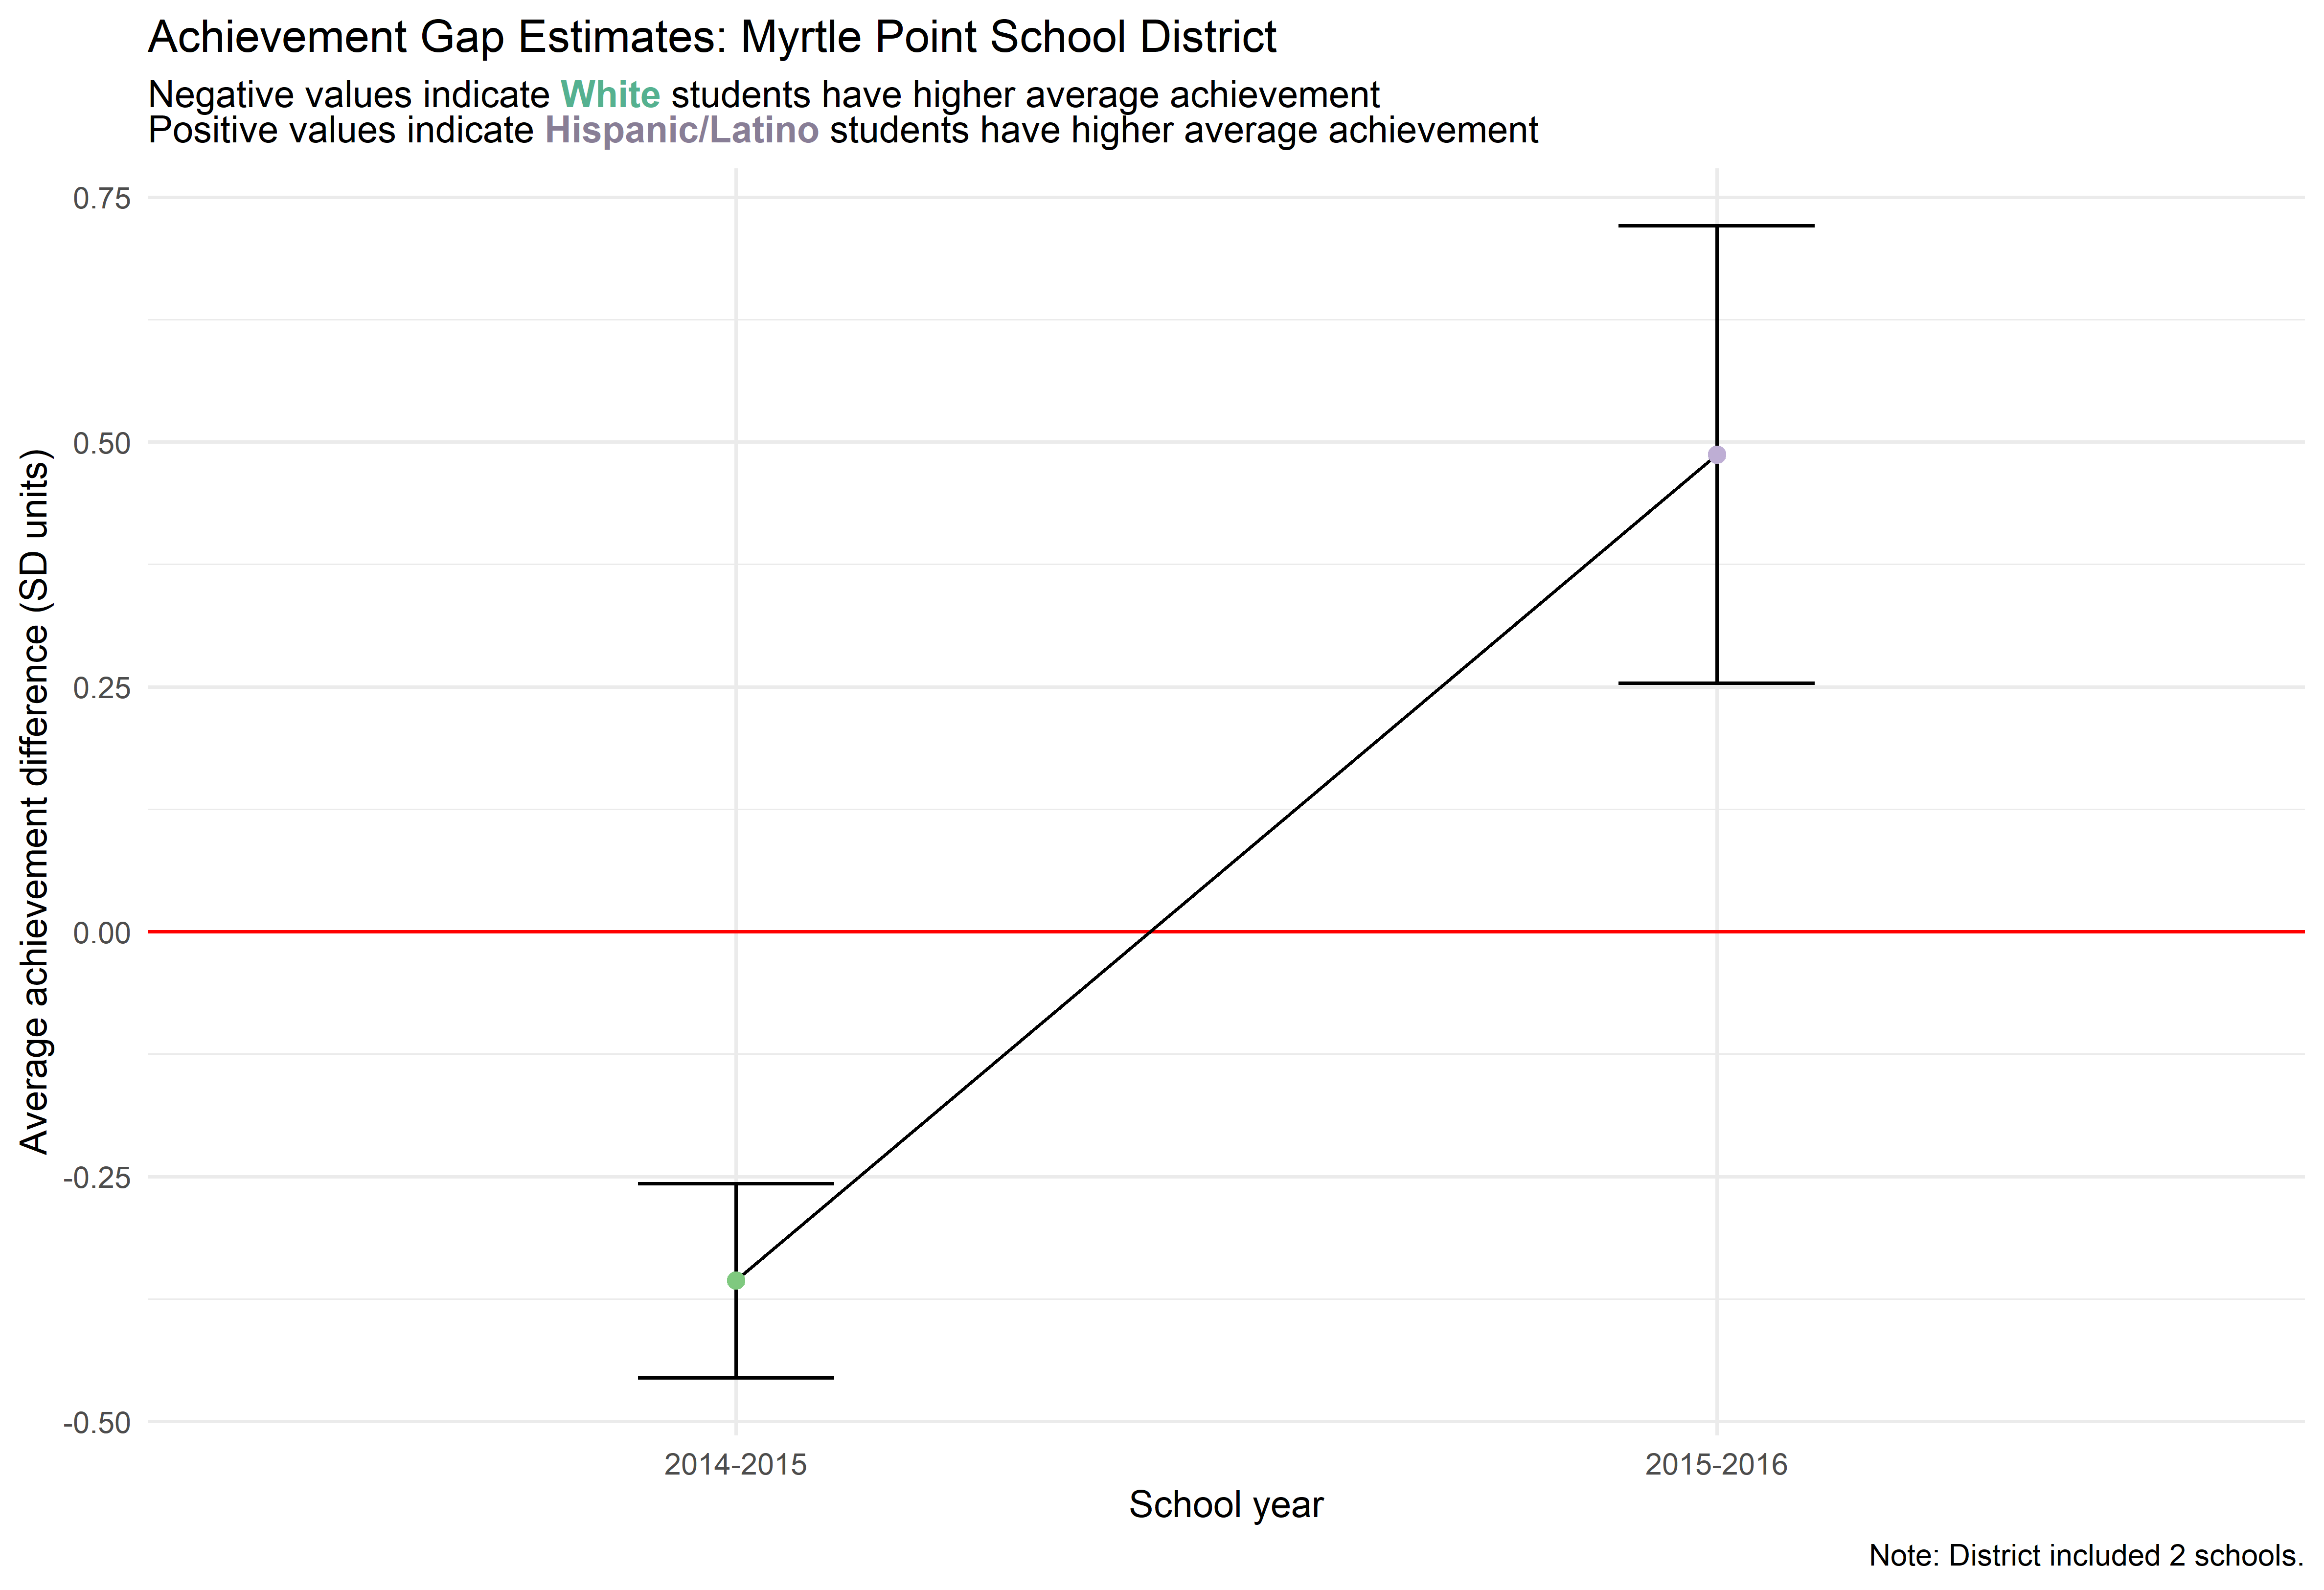 Achievement Gap Estimates: Myrtle Point School District
Negative values indicate White students have higher average achievement
Positive values indicate Hispanic/Latino students have higher average achievement
Average achievement difference (SD units)
0.75
0.50
0.25
0.00
-0.25
-0.50
2014-2015
2015-2016
School year
Note: District included 2 schools.